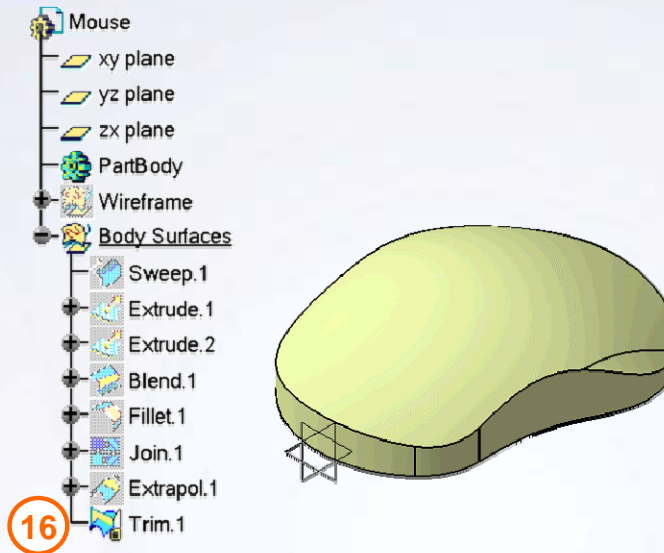 Mouse
xy plane
yz plane
zx plane
PartBody
Wireframe
Body Surfaces
Sweep.1
Extrude.1
Extrude.2
Blend.1
Fillet.1
Join.1
Extrapol.1
16 Trim.1